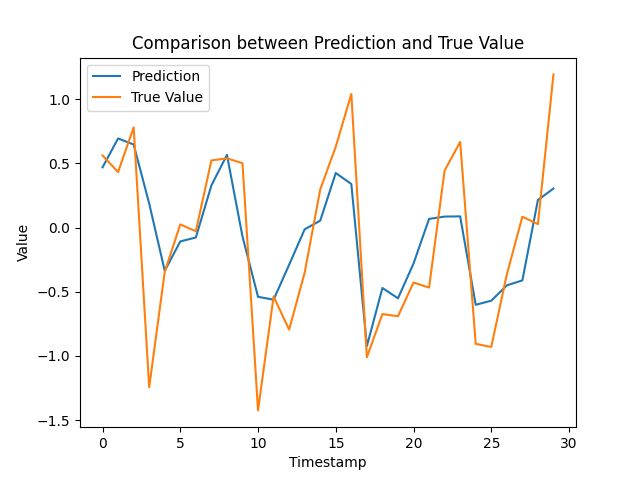 Comparison between Prediction and True Value
Prediction
True Value
1.0
0.5
0.0
−0.5
−1.0
−1.5
Value
0 5 10 15 20 25 30
Timestamp